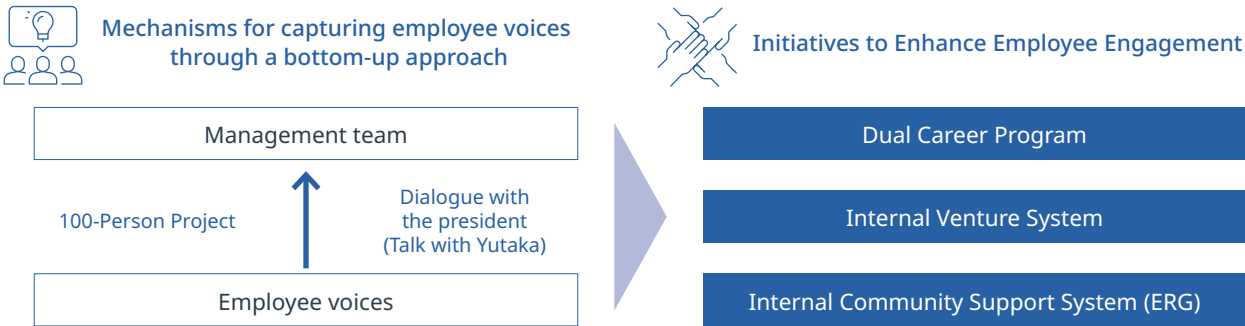 Mechanisms for capturing employee voices
through a bottom-up approach
Management team
100-Person Project
Dialogue with
the president
(Talk with Yutaka)
Employee voices
Initiatives to Enhance Employee Engagement
Dual Career Program
Internal Venture System
Internal Community Support System (ERG)